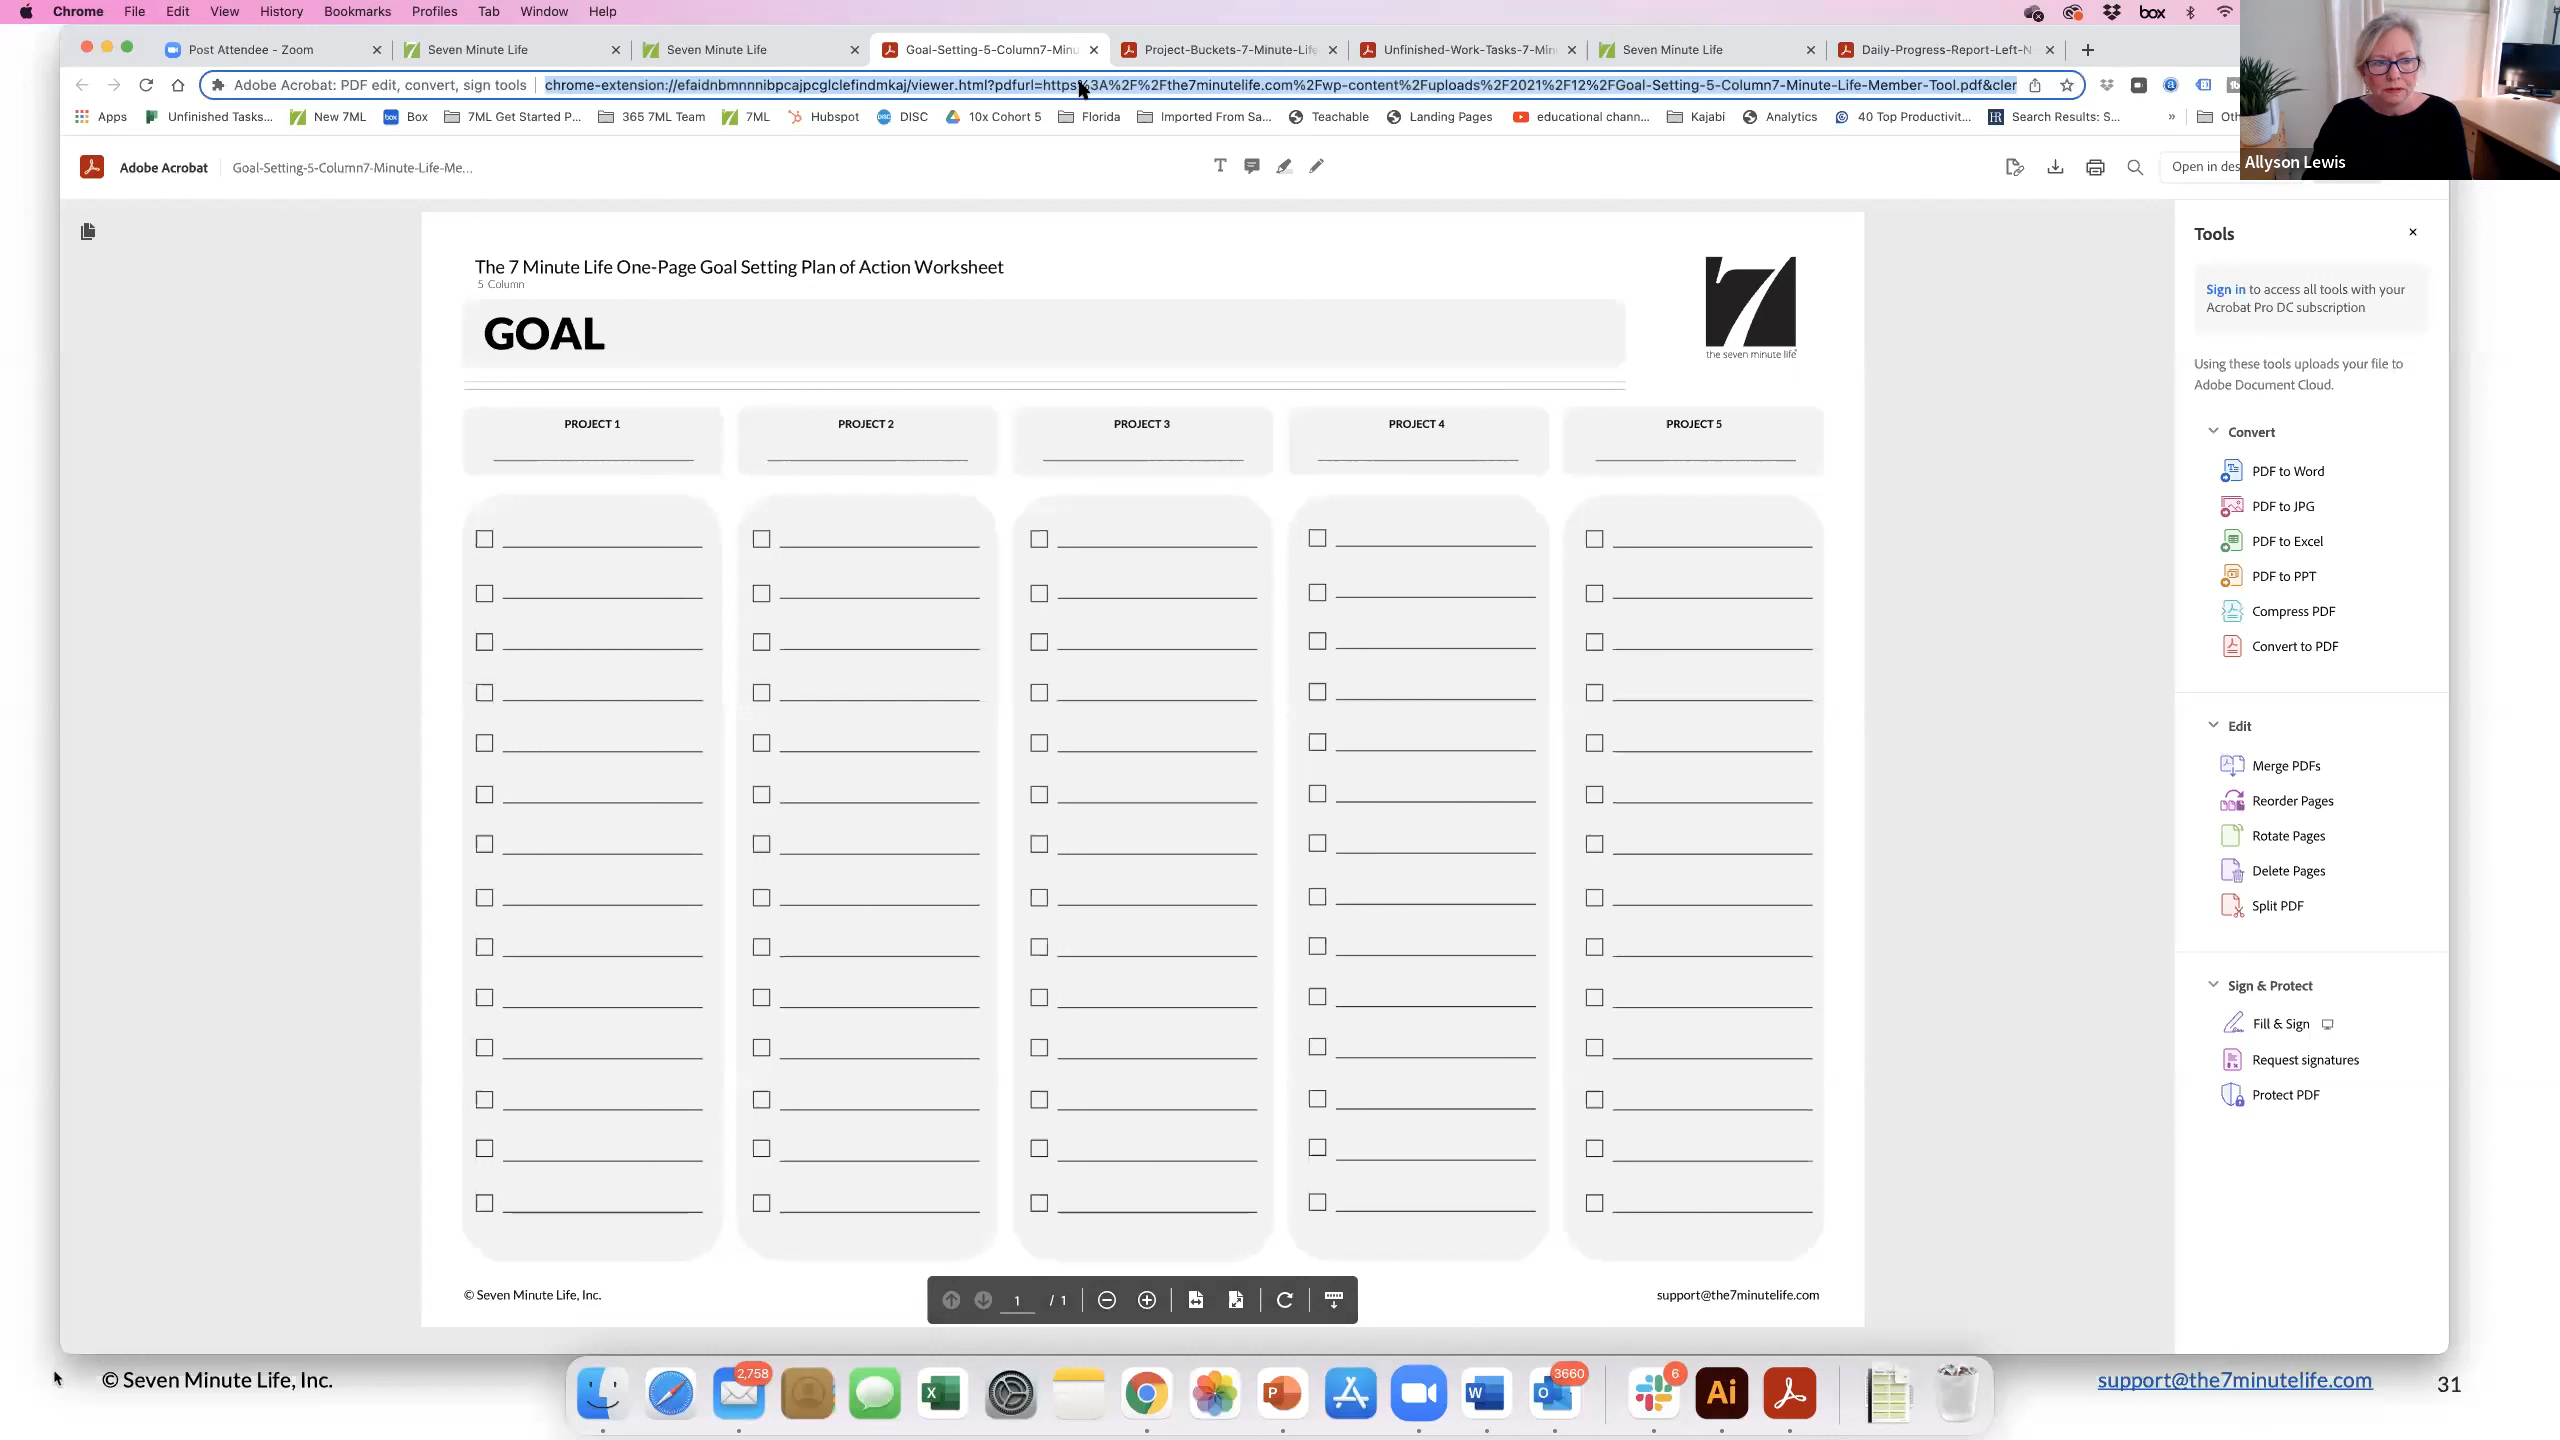 Chrome File Edit View History Bookmarks Profiles Tab Window Help box
Post Attendee - Zoom Seven Minute Life Seven Minute Life Goal-Setting-5-Column7-Minu Project-Buckets-7-Minute-Life Unfinished-Work-Tasks-7-Min Seven Minute Life Daily-Progress-Report-Left-N
Adobe Acrobat: PDF edit, convert, sign tools chrome-extension://efaidnbmnnnibpcajpcglclefindmkaj/viewer.html?pdfurl=https%3A%2F%2Fthe7minutelife.com%2Fwp-content%2Fuploads%2F2021%2F12%2FGoal-Setting-5-Column7-Minute-Life-Member-Tool.pdf&cler
Apps Unfinished Tasks... New 7ML Box 7ML Get Started P... 365 7ML Team 7ML Hubspot DISC 10x Cohort 5 Florida Imported From Sa... Teachable Landing Pages educational chann... Kajabi Analytics 40 Top Productivit... Search Results: S... » Oth
Allyson Lewis
Adobe Acrobat Goal-Setting-5-Column7-Minute-Life-Me... Open in des
The 7 Minute Life One-Page Goal Setting Plan of Action Worksheet
5 Column
GOAL
7
the seven minute life
PROJECT 1 PROJECT 2 PROJECT 3 PROJECT 4 PROJECT 5
© Seven Minute Life, Inc.
support@the7minutelife.com
1 / 1
Tools
Sign in to access all tools with your
Acrobat Pro DC subscription
Using these tools uploads your file to
Adobe Document Cloud.
Convert
PDF to Word
PDF to JPG
PDF to Excel
PDF to PPT
Compress PDF
Convert to PDF
Edit
Merge PDFs
Reorder Pages
Rotate Pages
Delete Pages
Split PDF
Sign & Protect
Fill & Sign
Request signatures
Protect PDF
© Seven Minute Life, Inc.
2,758 3660 6
X P W O Ai
support@the7minutelife.com 31